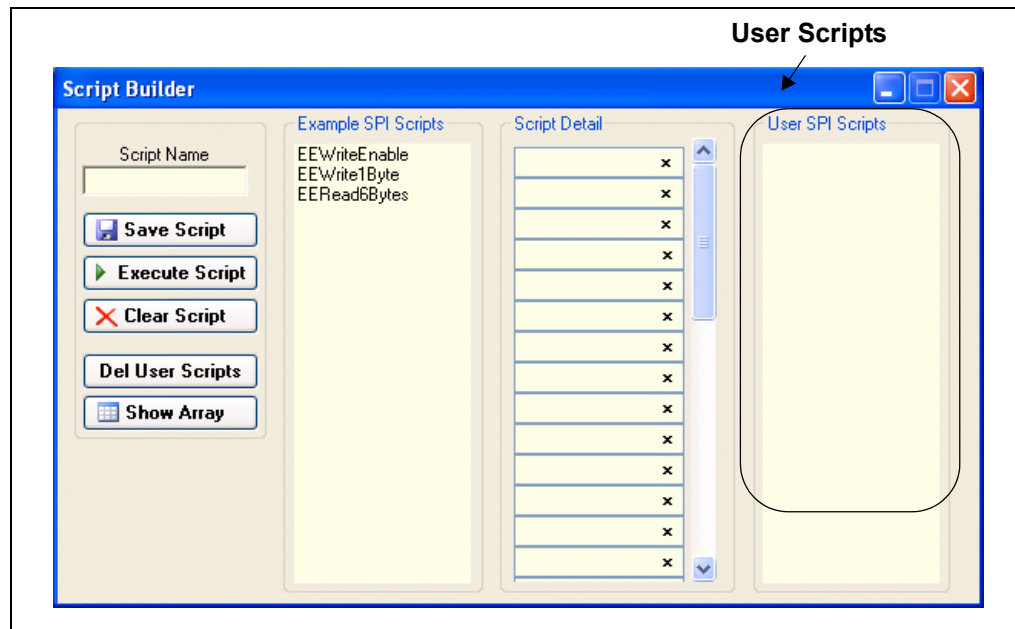 User Scripts
Script Builder
Script Name
Save Script
Execute Script
Clear Script
Del User Scripts
Show Array
Example SPI Scripts
EEWriteEnable
EEWrite1Byte
EERead6Bytes
Script Detail
User SPI Scripts